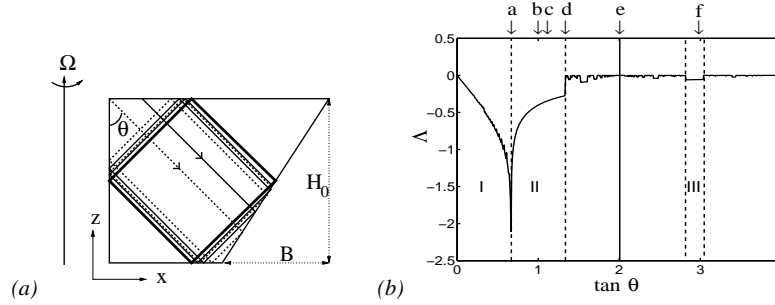 Ω
θ
H0
z
B
x
(a)
a b c d e f
0.5
0
-0.5
-1
-1.5
-2
-2.5
Λ
I
II
III
0 1 2 3
tan θ
(b)